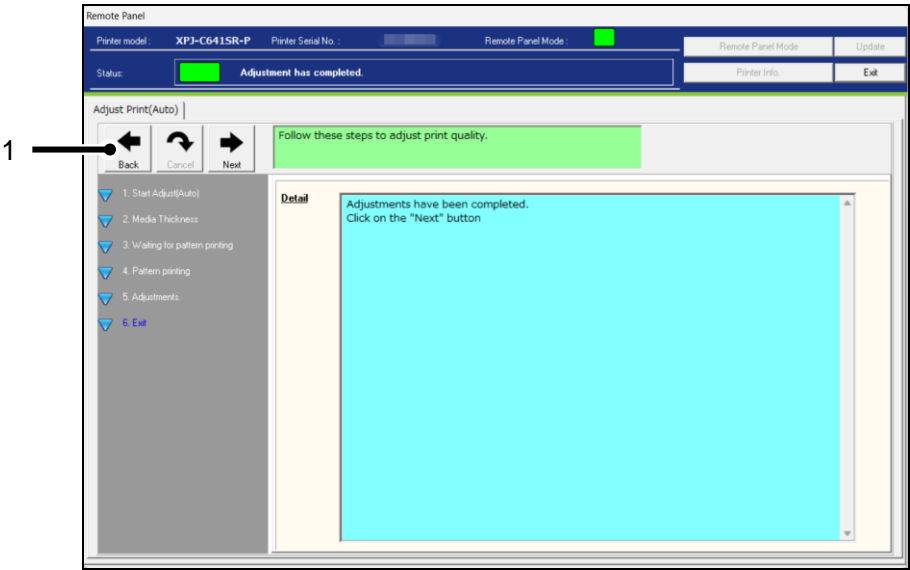 Remote Panel
Printer model : XPJ-C641SR-P Printer Serial No. : Remote Panel Mode :
Remote Panel Mode Update
Status: Adjustment has completed.
Printer Info. Exit
Adjust Print(Auto)
1
Back Cancel Next
Follow these steps to adjust print quality.
1. Start Adjust(Auto)
2. Media Thickness
3. Waiting for pattern printing
4. Pattern printing
5. Adjustments.
6. Exit
Detail
Adjustments have been completed.
Click on the "Next" button